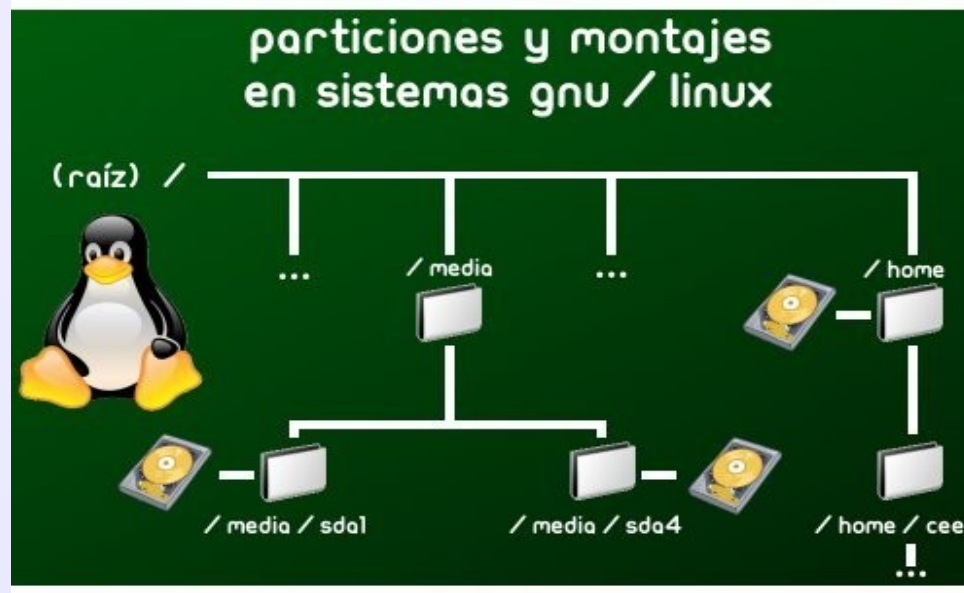 particiones y montajes
en sistemas gnu / linux
(raíz) /
...
/ media
...
/ home
/ media / sda1
/ media / sda4
/ home / cee
...